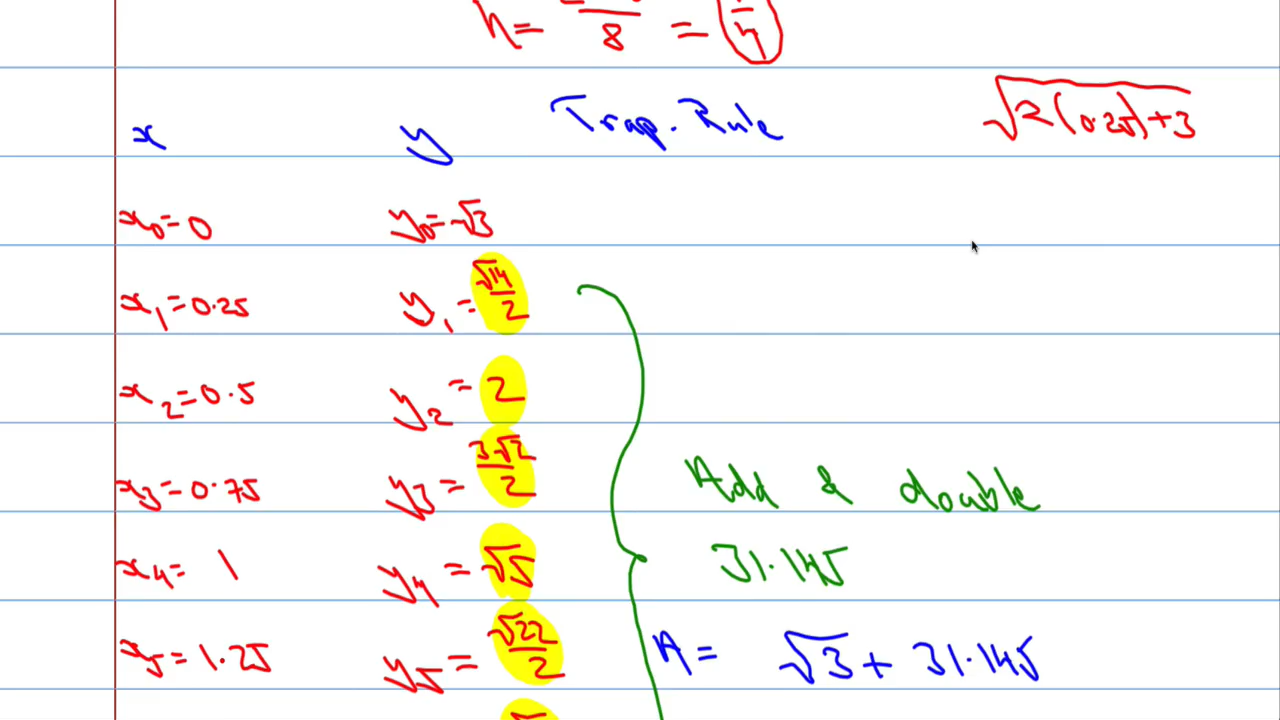 h= /8 = 1/4
√2(0.25)+3
x y Trap. Rule
x₀=0 y₀=√3
x₁=0.25 y₁=√14/2
x₂=0.5 y₂=2
x₃=0.75 y₃=3√2/2
Add & double
x₄=1 y₄=√5
31.145
x₅=1.25 y₅=√22/2
A= √3+31.145